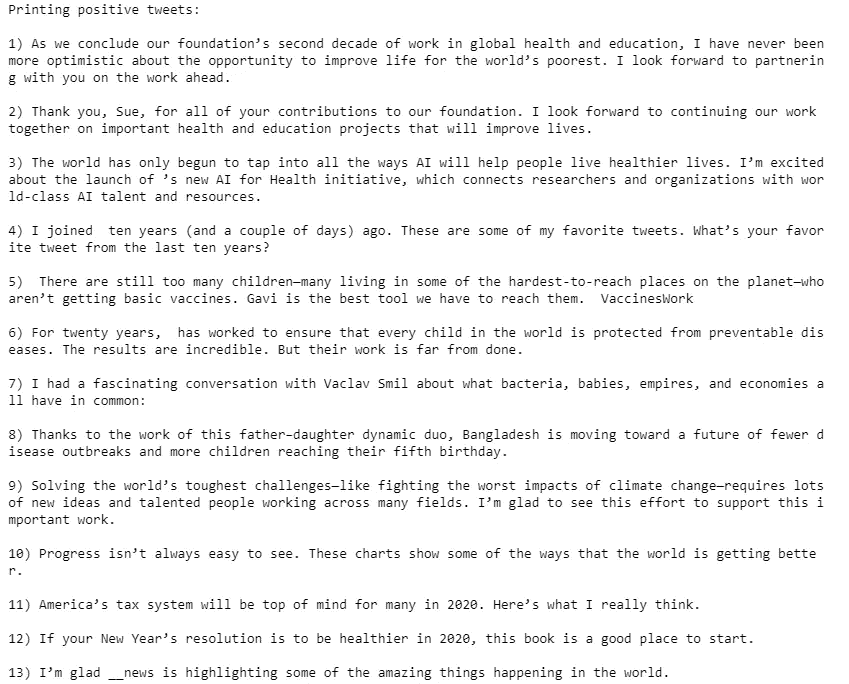 Printing positive tweets:
1) As we conclude our foundation’s second decade of work in global health and education, I have never been
more optimistic about the opportunity to improve life for the world’s poorest. I look forward to partnerin
g with you on the work ahead.
2) Thank you, Sue, for all of your contributions to our foundation. I look forward to continuing our work
together on important health and education projects that will improve lives.
3) The world has only begun to tap into all the ways AI will help people live healthier lives. I’m excited
about the launch of ’s new AI for Health initiative, which connects researchers and organizations with wor
ld-class AI talent and resources.
4) I joined  ten years (and a couple of days) ago. These are some of my favorite tweets. What’s your favor
ite tweet from the last ten years?
5)  There are still too many children—many living in some of the hardest-to-reach places on the planet—who
aren’t getting basic vaccines. Gavi is the best tool we have to reach them.  VaccinesWork
6) For twenty years,  has worked to ensure that every child in the world is protected from preventable dis
eases. The results are incredible. But their work is far from done.
7) I had a fascinating conversation with Vaclav Smil about what bacteria, babies, empires, and economies a
ll have in common:
8) Thanks to the work of this father-daughter dynamic duo, Bangladesh is moving toward a future of fewer d
isease outbreaks and more children reaching their fifth birthday.
9) Solving the world’s toughest challenges—like fighting the worst impacts of climate change—requires lots
of new ideas and talented people working across many fields. I’m glad to see this effort to support this i
mportant work.
10) Progress isn’t always easy to see. These charts show some of the ways that the world is getting bette
r.
11) America’s tax system will be top of mind for many in 2020. Here’s what I really think.
12) If your New Year’s resolution is to be healthier in 2020, this book is a good place to start.
13) I’m glad __news is highlighting some of the amazing things happening in the world.